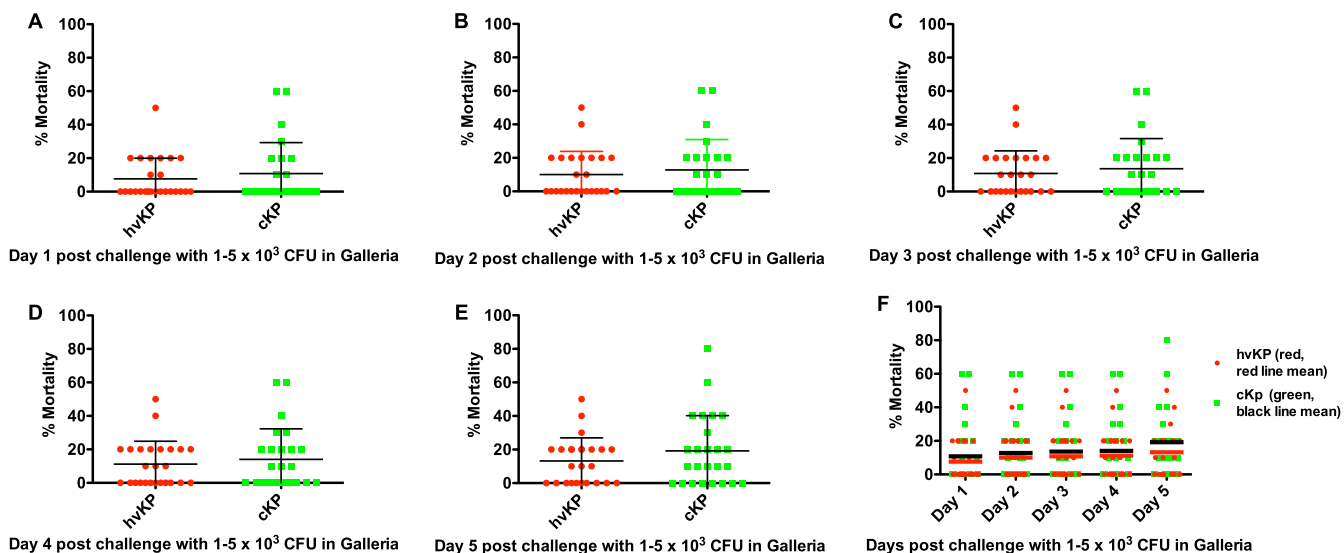 A
% Mortality
100
80
60
40
20
0
hvKP
cKP
Day 1 post challenge with 1-5 x 10³ CFU in Galleria
B
% Mortality
100
80
60
40
20
0
hvKP
cKP
Day 2 post challenge with 1-5 x 10³ CFU in Galleria
C
% Mortality
100
80
60
40
20
0
hvKP
cKP
Day 3 post challenge with 1-5 x 10³ CFU in Galleria
D
% Mortality
100
80
60
40
20
0
hvKP
cKP
Day 4 post challenge with 1-5 x 10³ CFU in Galleria
E
% Mortality
100
80
60
40
20
0
hvKP
cKP
Day 5 post challenge with 1-5 x 10³ CFU in Galleria
F
% Mortality
100
80
60
40
20
0
Day 1
Day 2
Day 3
Day 4
Day 5
Days post challenge with 1-5 x 10³ CFU in Galleria
hvKP (red,
red line mean)
cKp (green,
black line mean)